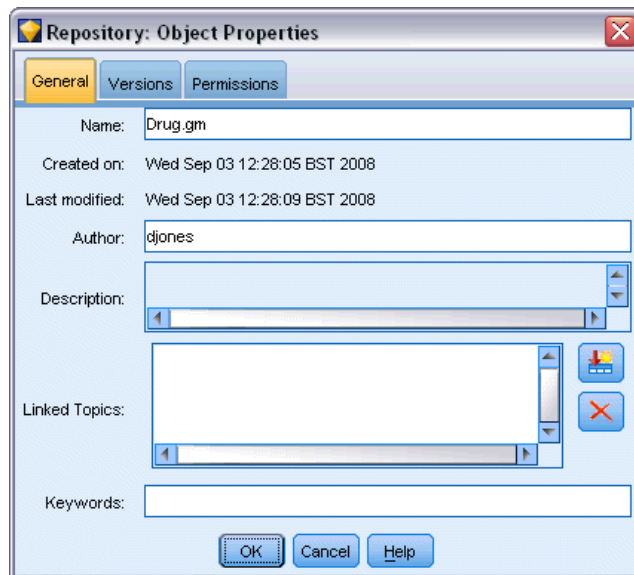 Repository: Object Properties
General Versions Permissions
Name: Drug.gm
Created on: Wed Sep 03 12:28:05 BST 2008
Last modified: Wed Sep 03 12:28:09 BST 2008
Author: djones
Description:
Linked Topics:
Keywords:
OK Cancel Help